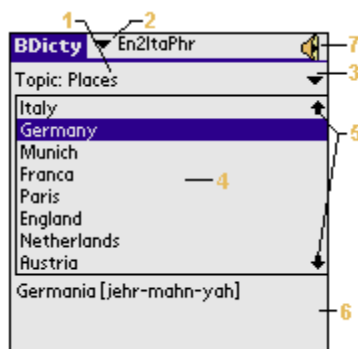 1 2
BDicty En2ItaPhr 7
Topic: Places 3
Italy
Germany 5
Munich
Franca 4
Paris
England
Netherlands
Austria
Germania [jehr-mahn-yah] 6